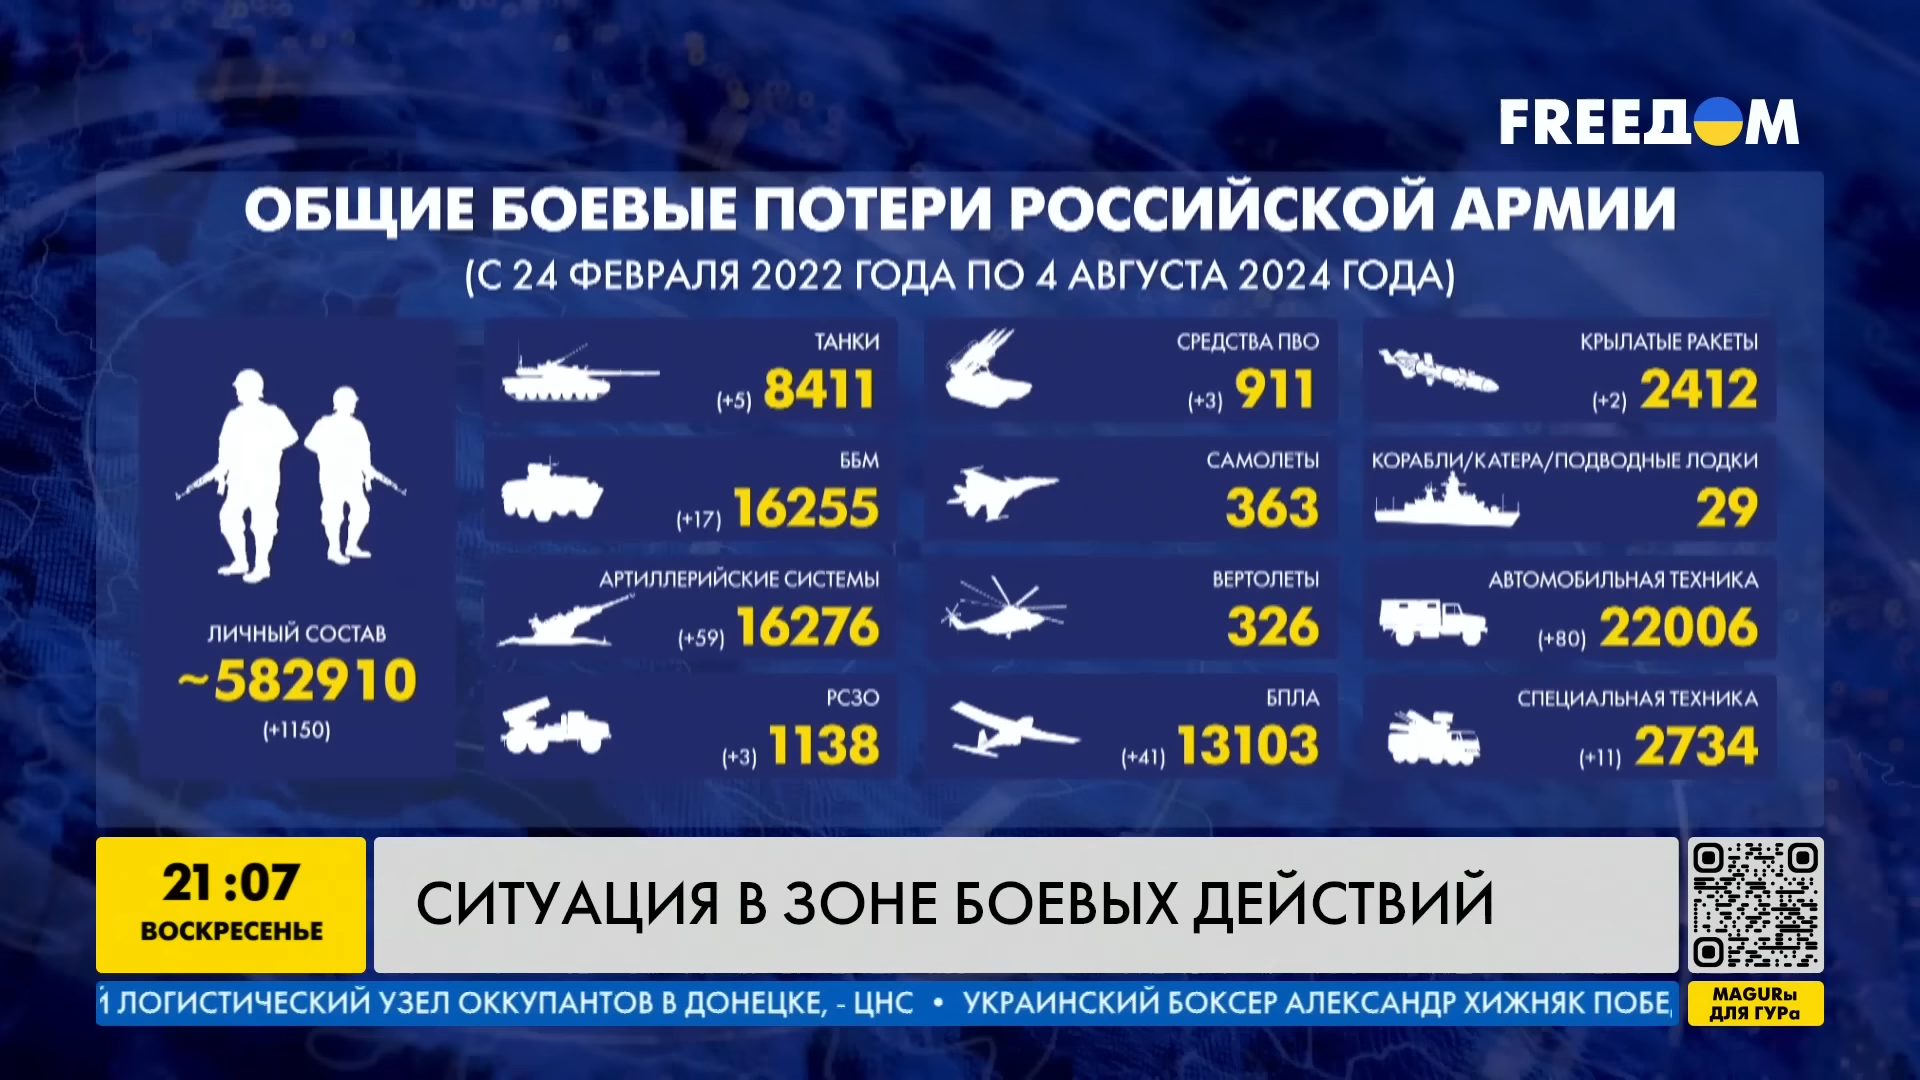 FREEДOM
ОБЩИЕ БОЕВЫЕ ПОТЕРИ РОССИЙСКОЙ АРМИИ
(С 24 ФЕВРАЛЯ 2022 ГОДА ПО 4 АВГУСТА 2024 ГОДА)
ЛИЧНЫЙ СОСТАВ
~582910
(+1150)
ТАНКИ
(+5) 8411
ББМ
(+17) 16255
АРТИЛЛЕРИЙСКИЕ СИСТЕМЫ
(+59) 16276
РСЗО
(+3) 1138
СРЕДСТВА ПВО
(+3) 911
САМОЛЕТЫ
363
ВЕРТОЛЕТЫ
326
БПЛА
(+41) 13103
КРЫЛАТЫЕ РАКЕТЫ
(+2) 2412
КОРАБЛИ/КАТЕРА/ПОДВОДНЫЕ ЛОДКИ
29
АВТОМОБИЛЬНАЯ ТЕХНИКА
(+80) 22006
СПЕЦИАЛЬНАЯ ТЕХНИКА
(+11) 2734
21:07
ВОСКРЕСЕНЬЕ
СИТУАЦИЯ В ЗОНЕ БОЕВЫХ ДЕЙСТВИЙ
Й ЛОГИСТИЧЕСКИЙ УЗЕЛ ОККУПАНТОВ В ДОНЕЦКЕ, - ЦНС • УКРАИНСКИЙ БОКСЕР АЛЕКСАНДР ХИЖНЯК ПОБЕД
MAGURы
ДЛЯ ГУРа